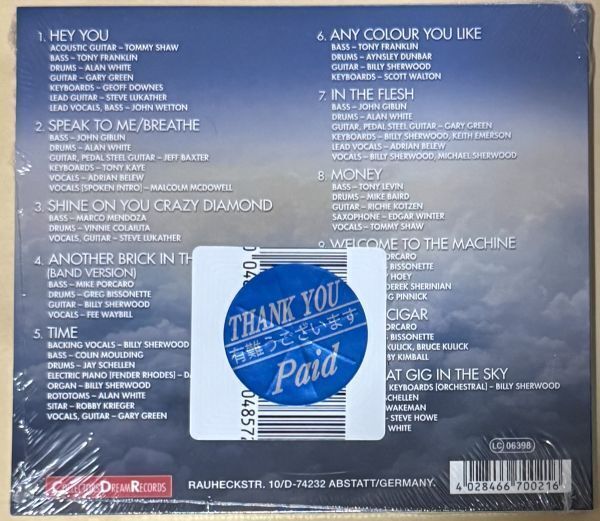 1. HEY YOU
ACOUSTIC GUITAR – TOMMY SHAW
BASS – TONY FRANKLIN
DRUMS – ALAN WHITE
GUITAR – GARY GREEN
KEYBOARDS – GEOFF DOWNES
LEAD GUITAR – STEVE LUKATHER
LEAD VOCALS, BASS – JOHN WETTON
2. SPEAK TO ME/BREATHE
BASS – JOHN GIBLIN
DRUMS – ALAN WHITE
GUITAR, PEDAL STEEL GUITAR – JEFF BAXTER
KEYBOARDS – TONY KAYE
VOCALS – ADRIAN BELEW
VOCALS [SPOKEN INTRO] – MALCOLM MCDOWELL
3. SHINE ON YOU CRAZY DIAMOND
BASS – MARCO MENDOZA
DRUMS – VINNIE COLAIUTA
VOCALS, GUITAR – STEVE LUKATHER
4. ANOTHER BRICK IN TH
(BAND VERSION)
BASS – MIKE PORCARO
DRUMS – GREG BISSONETTE
GUITAR – BILLY SHERWOOD
VOCALS – FEE WAYBILL
5. TIME
BACKING VOCALS – BILLY SHERWOOD
BASS – COLIN MOULDING
DRUMS – JAY SCHELLEN
ELECTRIC PIANO [FENDER RHODES] – DA
ORGAN – BILLY SHERWOOD
ROTOTOMS – ALAN WHITE
SITAR – ROBBY KRIEGER
VOCALS, GUITAR – GARY GREEN
6. ANY COLOUR YOU LIKE
BASS – TONY FRANKLIN
DRUMS – AYNSLEY DUNBAR
GUITAR – BILLY SHERWOOD
KEYBOARDS – SCOTT WALTON
7. IN THE FLESH
BASS – JOHN GIBLIN
DRUMS – ALAN WHITE
GUITAR, PEDAL STEEL GUITAR – GARY GREEN
KEYBOARDS – BILLY SHERWOOD, KEITH EMERSON
LEAD VOCALS – ADRIAN BELEW
VOCALS – BILLY SHERWOOD, MICHAEL SHERWOOD
8. MONEY
BASS – TONY LEVIN
DRUMS – MIKE BAIRD
GUITAR – RICHIE KOTZEN
SAXOPHONE – EDGAR WINTER
VOCALS – TOMMY SHAW
WELCOME TO THE MACHINE
PORCARO
BISSONETTE
HOEY
DEREK SHERINIAN
PINNICK
CIGAR
PORCARO
BISSONETTE
KULICK, BRUCE KULICK
KIMBALL
AT GIG IN THE SKY
KEYBOARDS [ORCHESTRAL] – BILLY SHERWOOD
SCHELLEN
WAKEMAN
– STEVE HOWE
WHITE
THANK YOU
有難うございます
Paid
COLLECTORS DREAM RECORDS
RAUHECKSTR. 10/D-74232 ABSTATT/GERMANY.
LC 06398
4 028466 700216